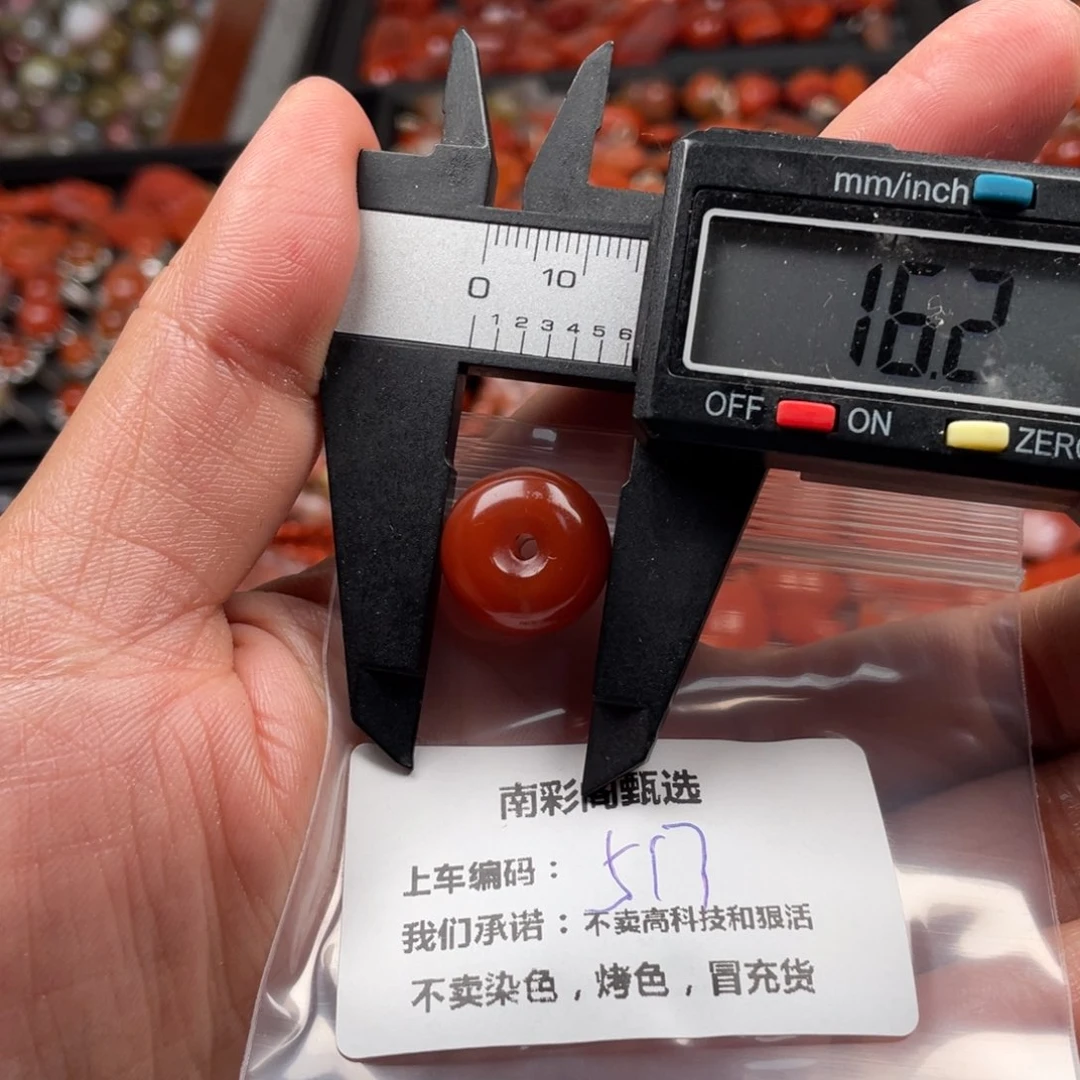 mm/inch
0 10
1 2 3 4 5 6
16.2
OFF ON ZERO
南彩阁甄选
上车编码：517
我们承诺：不卖高科技和狠活
不卖染色，烤色，冒充货